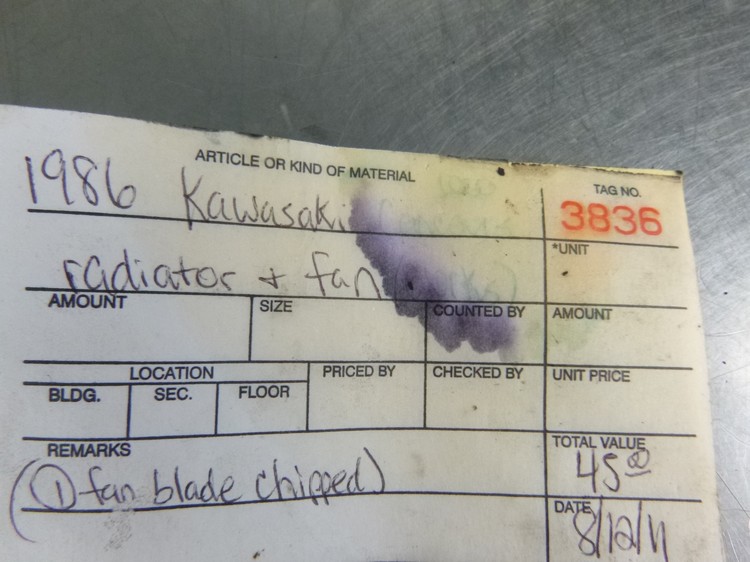 ARTICLE OR KIND OF MATERIAL
TAG NO.
1986 Kawasaki
3836
*UNIT
radiator + fan
AMOUNT
SIZE
COUNTED BY
AMOUNT
LOCATION
PRICED BY
CHECKED BY
UNIT PRICE
BLDG.
SEC.
FLOOR
REMARKS
TOTAL VALUE
(① fan blade chipped)
45 00
DATE
8/12/11